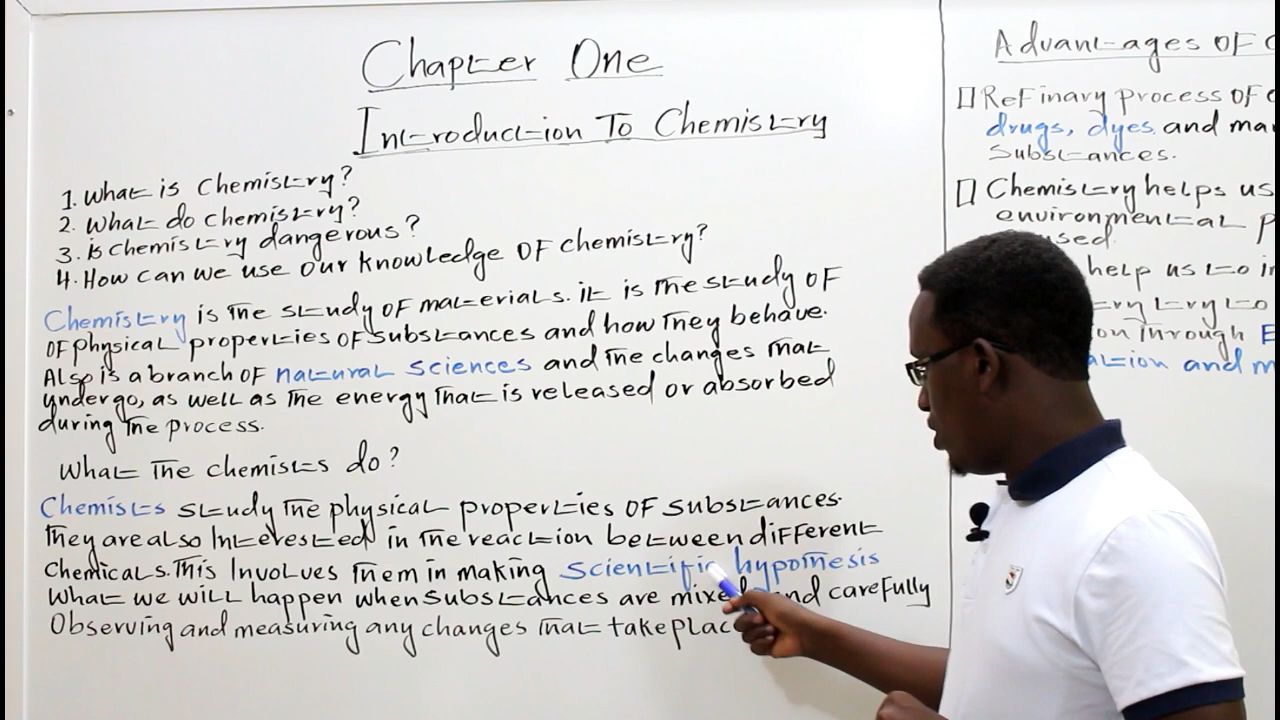 Chapter One
Introduction To Chemistry
1. What is Chemistry?
2. What do chemistry?
3. is chemistry dangerous?
4. How can we use our knowledge of chemistry?
Chemistry is the study of materials. it is the study of
of physical properties of substances and how they behave.
Also is a branch of natural sciences and the changes that
undergo, as well as the energy that is released or absorbed
during the process.
What the chemists do?
Chemists study the physical properties of substances.
they are also Interested in the reaction between different
Chemicals. This Involves them in making Scientific hypothesis
What we will happen when substances are mixed and carefully
Observing and measuring any changes that take place
Advantages of
Refinary process of
drugs, dyes and
Substances.
Chemistry helps us
environmental
help us to
through
and